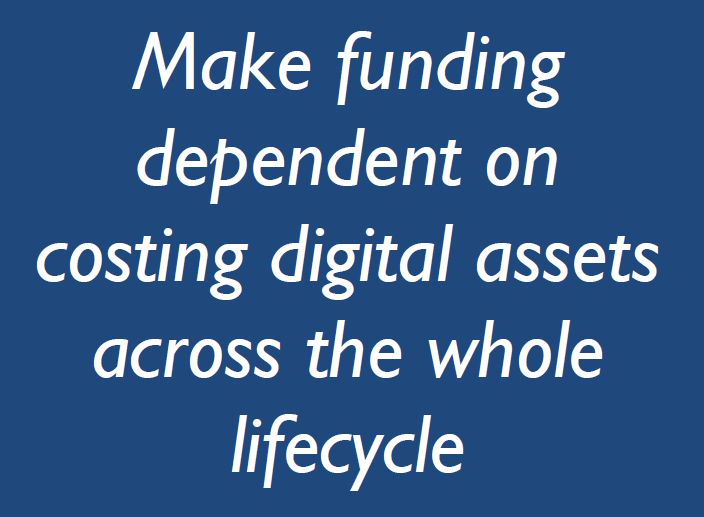 Make funding
dependent on
costing digital assets
across the whole
lifecycle